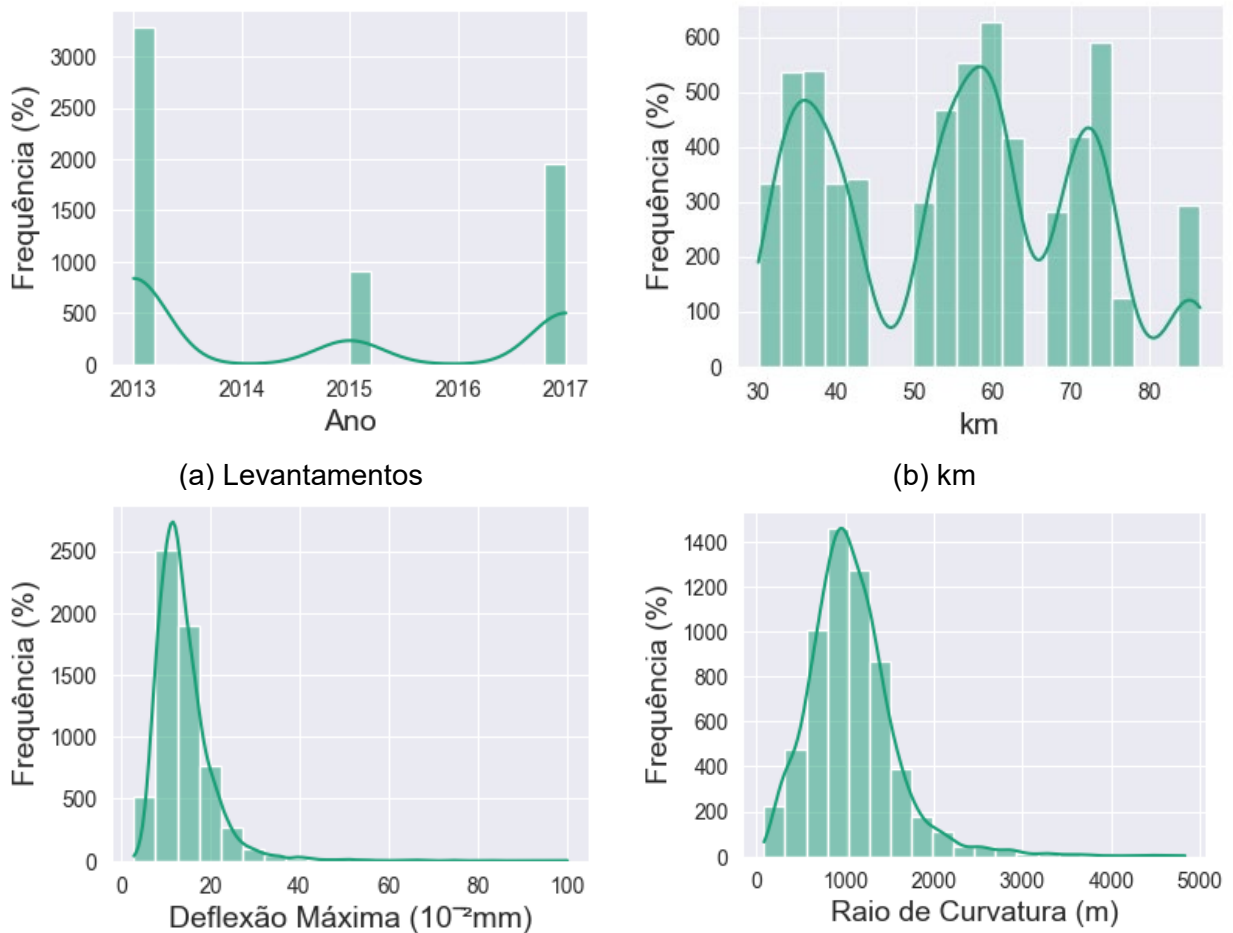 Frequência (%)
3000
2500
2000
1500
1000
500
0
2013 2014 2015 2016 2017
Ano
(a) Levantamentos
Frequência (%)
600
500
400
300
200
100
0
30 40 50 60 70 80
km
(b) km
Frequência (%)
2500
2000
1500
1000
500
0
0 20 40 60 80 100
Deflexão Máxima (10⁻²mm)
Frequência (%)
1400
1200
1000
800
600
400
200
0
0 1000 2000 3000 4000 5000
Raio de Curvatura (m)